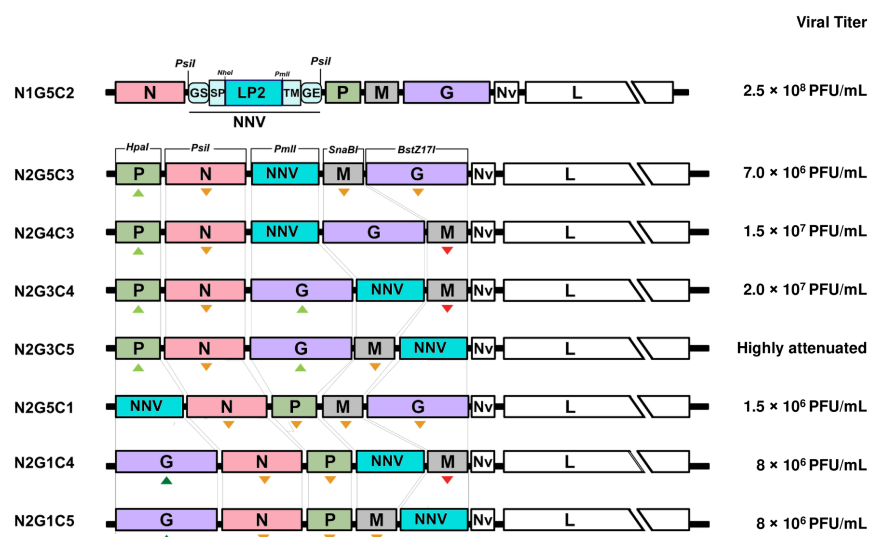 Viral Titer
PsiI PsiI
NheI PmlI
N1G5C2 N GS SP LP2 TM GE P M G Nv L 2.5 × 10⁸ PFU/mL
NNV
HpaI PsiI PmlI SnaBI BstZ17I
N2G5C3 P N NNV M G Nv L 7.0 × 10⁶ PFU/mL
N2G4C3 P N NNV G M Nv L 1.5 × 10⁷ PFU/mL
N2G3C4 P N G NNV M Nv L 2.0 × 10⁷ PFU/mL
N2G3C5 P N G M NNV Nv L Highly attenuated
N2G5C1 NNV N P M G Nv L 1.5 × 10⁶ PFU/mL
N2G1C4 G N P NNV M Nv L 8 × 10⁶ PFU/mL
N2G1C5 G N P M NNV Nv L 8 × 10⁶ PFU/mL